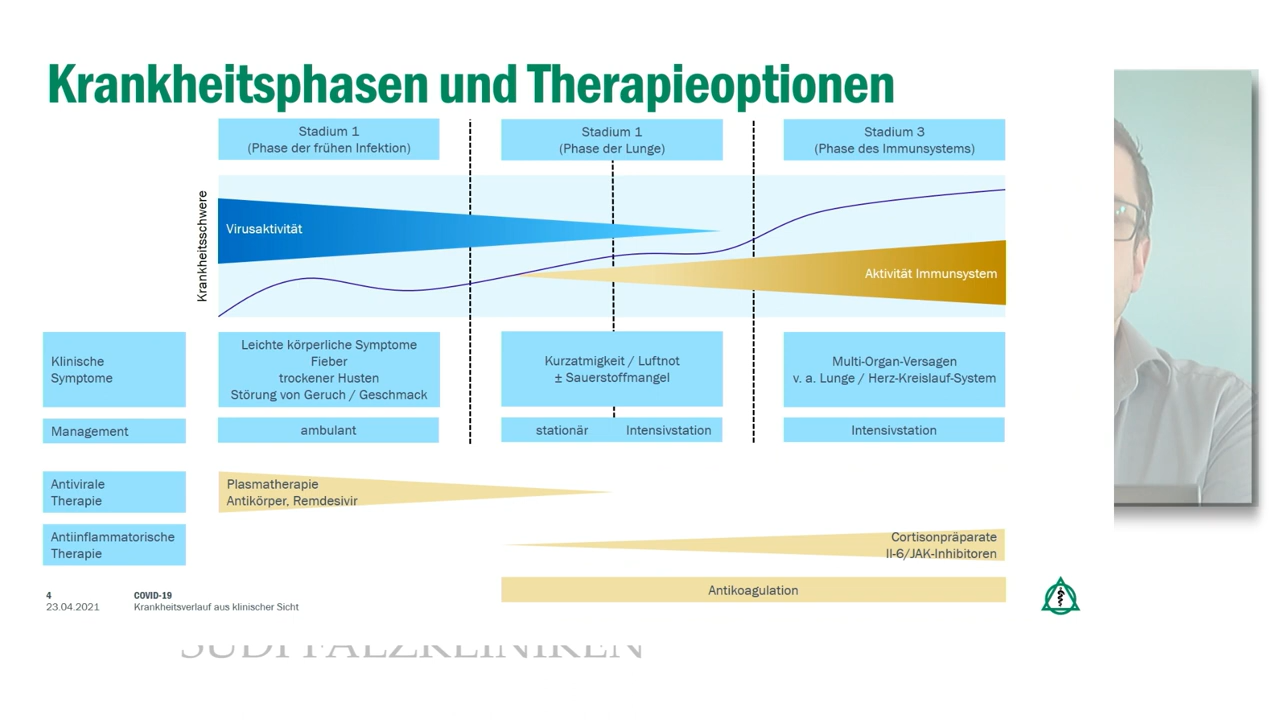 Krankheitsphasen und Therapieoptionen
Stadium 1
(Phase der frühen Infektion)
Stadium 1
(Phase der Lunge)
Stadium 3
(Phase des Immunsystems)
Krankheitsschwere
Virusaktivität
Aktivität Immunsystem
Klinische
Symptome
Leichte körperliche Symptome
Fieber
trockener Husten
Störung von Geruch / Geschmack
Kurzatmigkeit / Luftnot
± Sauerstoffmangel
Multi-Organ-Versagen
v. a. Lunge / Herz-Kreislauf-System
Management
ambulant
stationär
Intensivstation
Intensivstation
Antivirale
Therapie
Plasmatherapie
Antikörper, Remdesivir
Antiinflammatorische
Therapie
Cortisonpräparate
Il-6/JAK-Inhibitoren
Antikoagulation
4
23.04.2021
COVID-19
Krankheitsverlauf aus klinischer Sicht
SÜDPFALZKLINIKEN